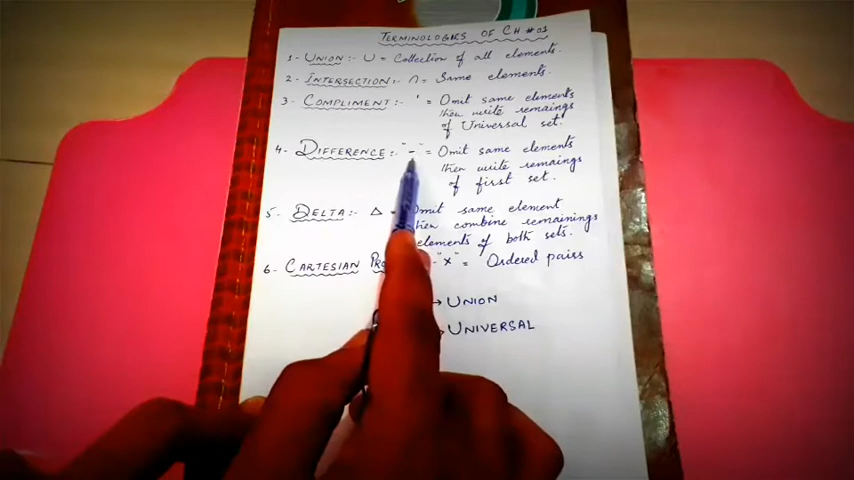 TERMINOLOGIES OF CH # 01
1- UNION :- U = Collection of all elements.
2- INTERSECTION :- ∩ = Same elements.
3- COMPLIMENT :- ' = Omit same elements
then write remainings
of Universal set.
4- DIFFERENCE :- "-" = Omit same elements
then write remainings
of first set.
5- DELTA :- △ = Omit same element
then combine remainings
elements of both sets.
6- CARTESIAN - "x" = Ordered pairs
→ UNION
→ UNIVERSAL